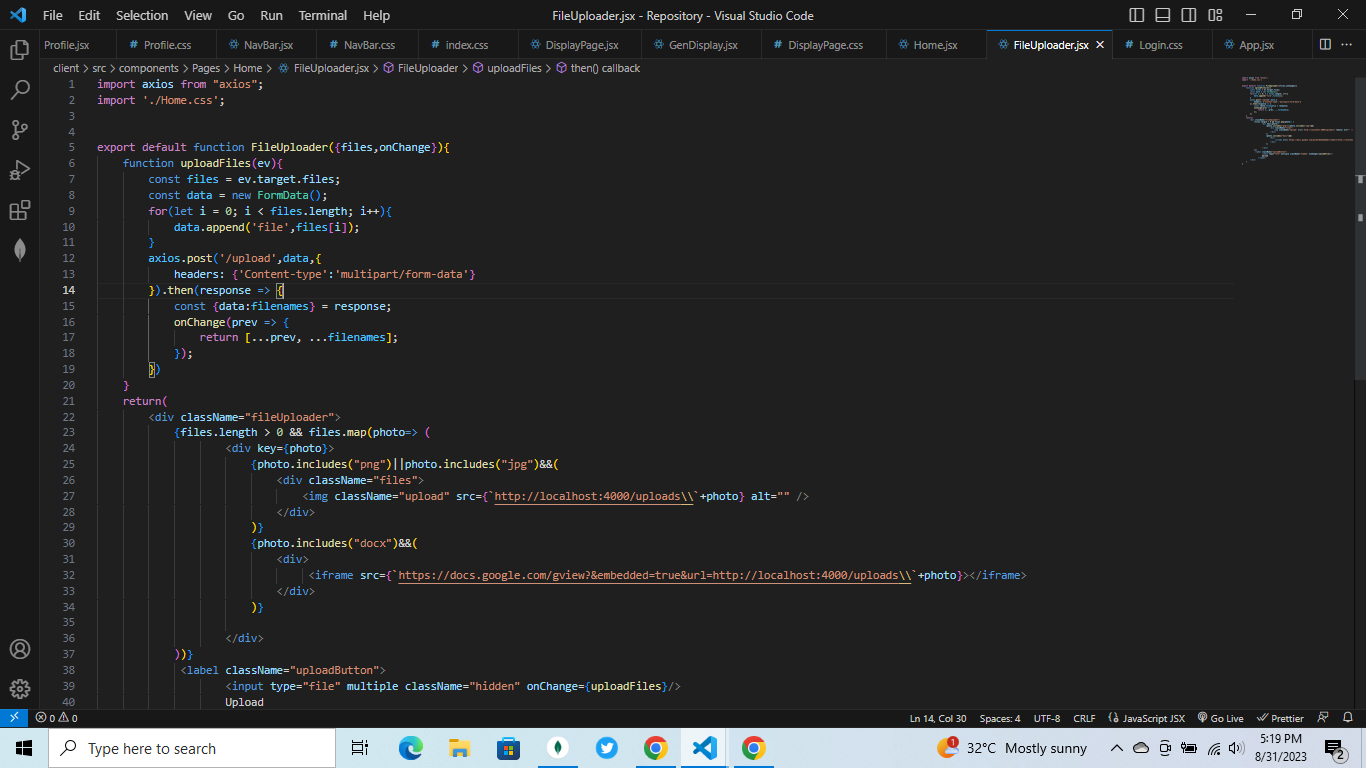 File Edit Selection View Go Run Terminal Help FileUploader.jsx - Repository - Visual Studio Code
Profile.jsx # Profile.css NavBar.jsx # NavBar.css # index.css DisplayPage.jsx GenDisplay.jsx # DisplayPage.css Home.jsx FileUploader.jsx # Login.css App.jsx
client > src > components > Pages > Home > FileUploader.jsx > FileUploader > uploadFiles > then() callback
1 import axios from "axios";
2 import './Home.css';
3
4
5 export default function FileUploader({files,onChange}){
6 function uploadFiles(ev){
7 const files = ev.target.files;
8 const data = new FormData();
9 for(let i = 0; i < files.length; i++){
10 data.append('file',files[i]);
11 }
12 axios.post('/upload',data,{
13 headers: {'Content-type':'multipart/form-data'}
14 }).then(response => {
15 const {data:filenames} = response;
16 onChange(prev => {
17 return [...prev, ...filenames];
18 });
19 })
20 }
21 return(
22 <div className="fileUploader">
23 {files.length > 0 && files.map(photo=> (
24 <div key={photo}>
25 {photo.includes("png")||photo.includes("jpg")&&(
26 <div className="files">
27 <img className="upload" src={`http://localhost:4000/uploads\\`+photo} alt="" />
28 </div>
29 )}
30 {photo.includes("docx")&&(
31 <div>
32 <iframe src={`https://docs.google.com/gview?&embedded=true&url=http://localhost:4000/uploads\\`+photo}></iframe>
33 </div>
34 )}
35
36 </div>
37 ))}
38 <label className="uploadButton">
39 <input type="file" multiple className="hidden" onChange={uploadFiles}/>
40 Upload
0 0 Ln 14, Col 30 Spaces: 4 UTF-8 CRLF JavaScript JSX Go Live Prettier
Type here to search 1 32°C Mostly sunny 5:19 PM 2
8/31/2023